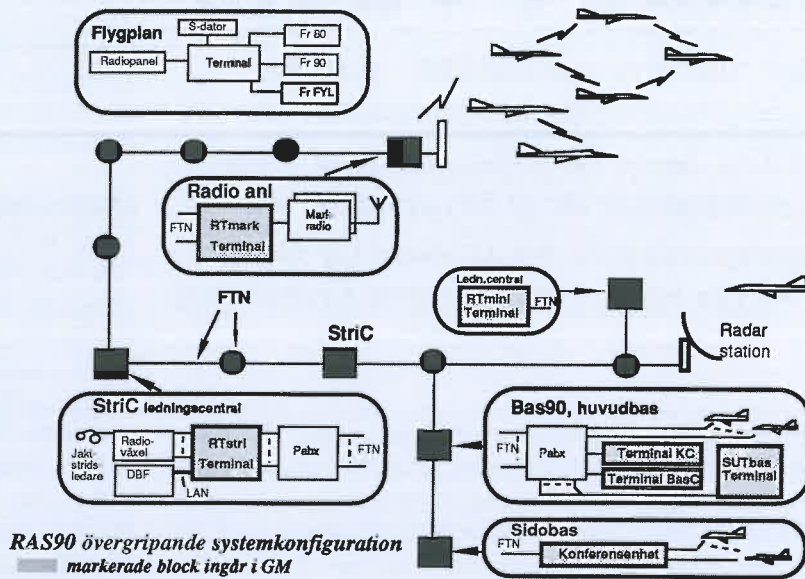 Flygplan
S-dator
Radiopanel
Terminal
Fr 60
Fr 90
Fr FYL
Radio anl
FTN
RTmark
Terminal
Mark-
radio
Ledn.central
RTmini
Terminal
FTN
FTN
StriC
Radar
station
StriC ledningscentral
Jakt-
strids-
ledare
Radio-
växel
DBF
LAN
RTstri
Terminal
Pabx
FTN
Bas90, huvudbas
FTN
Pabx
Terminal KC
Terminal BasC
SUTbas
Terminal
Sidobas
FTN
Konferensenhet
RAS90 övergripande systemkonfiguration
markerade block ingår i GM